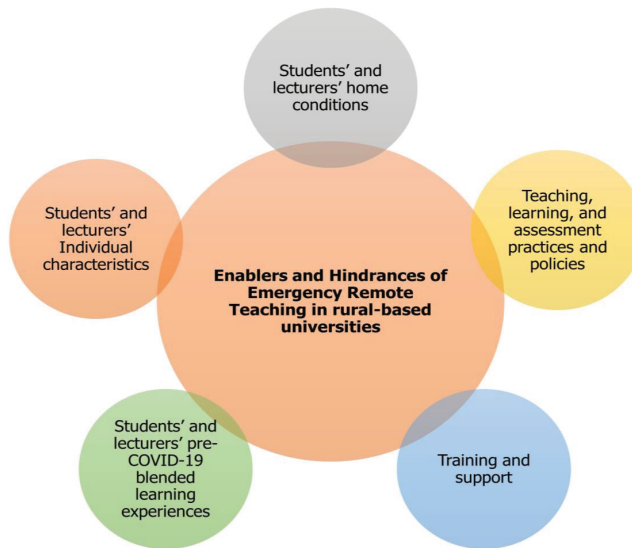 Students’ and
lecturers’ home
conditions
Students’ and
lecturers’
Individual
characteristics
Teaching,
learning, and
assessment
practices and
policies
Enablers and Hindrances of
Emergency Remote
Teaching in rural-based
universities
Students’ and
lecturers’ pre-
COVID-19
blended
learning
experiences
Training and
support